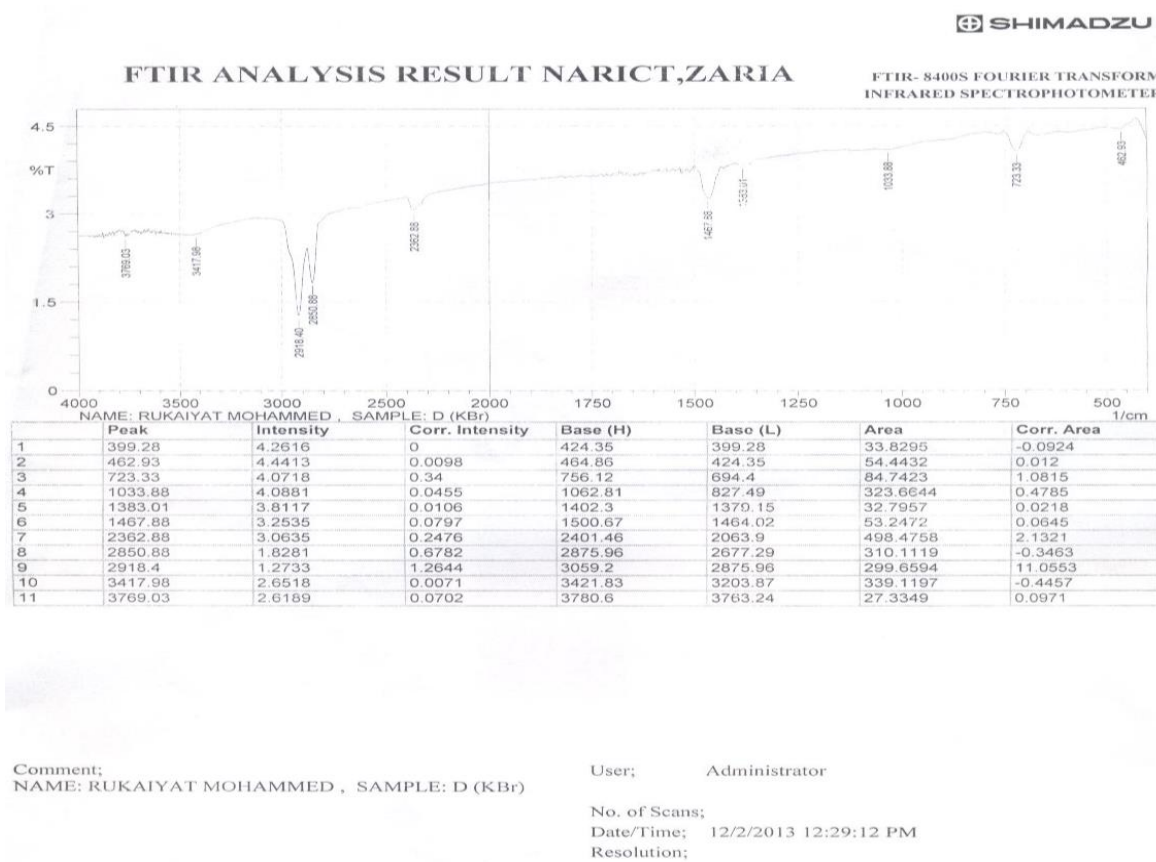 SHIMADZU
FTIR ANALYSIS RESULT NARICT,ZARIA
FTIR- 8400S FOURIER TRANSFORM
INFRARED SPECTROPHOTOMETER
4.5
%T
3
1.5
0
3769.03
3417.98
2918.40
2850.88
2362.88
1467.88
1383.01
1033.88
723.33
462.93
4000 3500 3000 2500 2000 1750 1500 1250 1000 750 500
1/cm
NAME: RUKAIYAT MOHAMMED , SAMPLE: D (KBr)
Peak Intensity Corr. Intensity Base (H) Base (L) Area Corr. Area
1 399.28 4.2616 0 424.35 399.28 33.8295 -0.0924
2 462.93 4.4413 0.0098 464.86 424.35 54.4432 0.012
3 723.33 4.0718 0.34 756.12 694.4 84.7423 1.0815
4 1033.88 4.0881 0.0455 1062.81 827.49 323.6644 0.4785
5 1383.01 3.8117 0.0106 1402.3 1379.15 32.7957 0.0218
6 1467.88 3.2535 0.0797 1500.67 1464.02 53.2472 0.0645
7 2362.88 3.0635 0.2476 2401.46 2063.9 498.4758 2.1321
8 2850.88 1.8281 0.6782 2875.96 2677.29 310.1119 -0.3463
9 2918.4 1.2733 1.2644 3059.2 2875.96 299.6594 11.0553
10 3417.98 2.6518 0.0071 3421.83 3203.87 339.1197 -0.4457
11 3769.03 2.6189 0.0702 3780.6 3763.24 27.3349 0.0971
Comment;
NAME: RUKAIYAT MOHAMMED , SAMPLE: D (KBr)
User; Administrator
No. of Scans;
Date/Time; 12/2/2013 12:29:12 PM
Resolution;